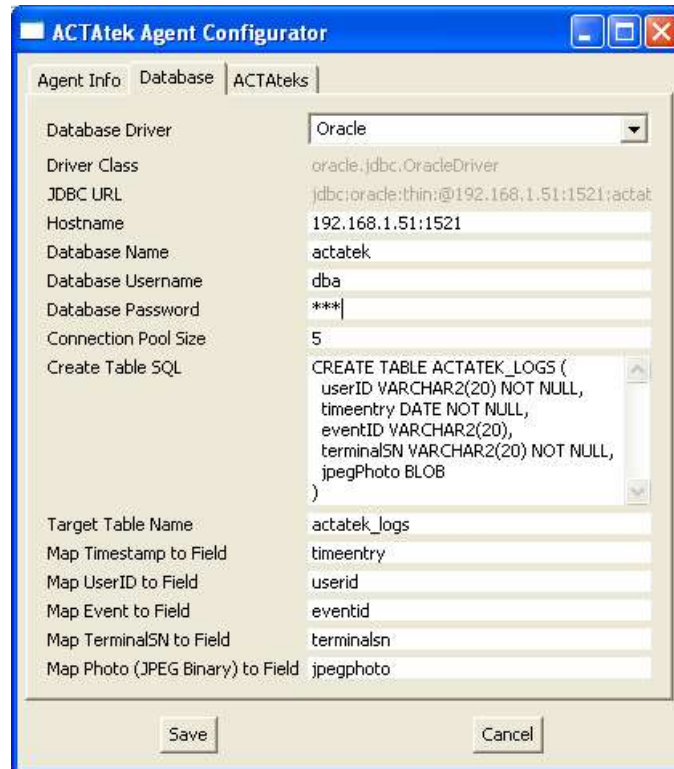 ACTAtek Agent Configurator
Agent Info Database ACTAteks
Database Driver Oracle
Driver Class oracle.jdbc.OracleDriver
JDBC URL jdbc:oracle:thin:@192.168.1.51:1521:actat
Hostname 192.168.1.51:1521
Database Name actatek
Database Username dba
Database Password ***
Connection Pool Size 5
Create Table SQL CREATE TABLE ACTATEK_LOGS (
userID VARCHAR2(20) NOT NULL,
timeentry DATE NOT NULL,
eventID VARCHAR2(20),
terminalSN VARCHAR2(20) NOT NULL,
jpegPhoto BLOB
)
Target Table Name actatek_logs
Map Timestamp to Field timeentry
Map UserID to Field userid
Map Event to Field eventid
Map TerminalSN to Field terminalsn
Map Photo (JPEG Binary) to Field jpegphoto
Save Cancel